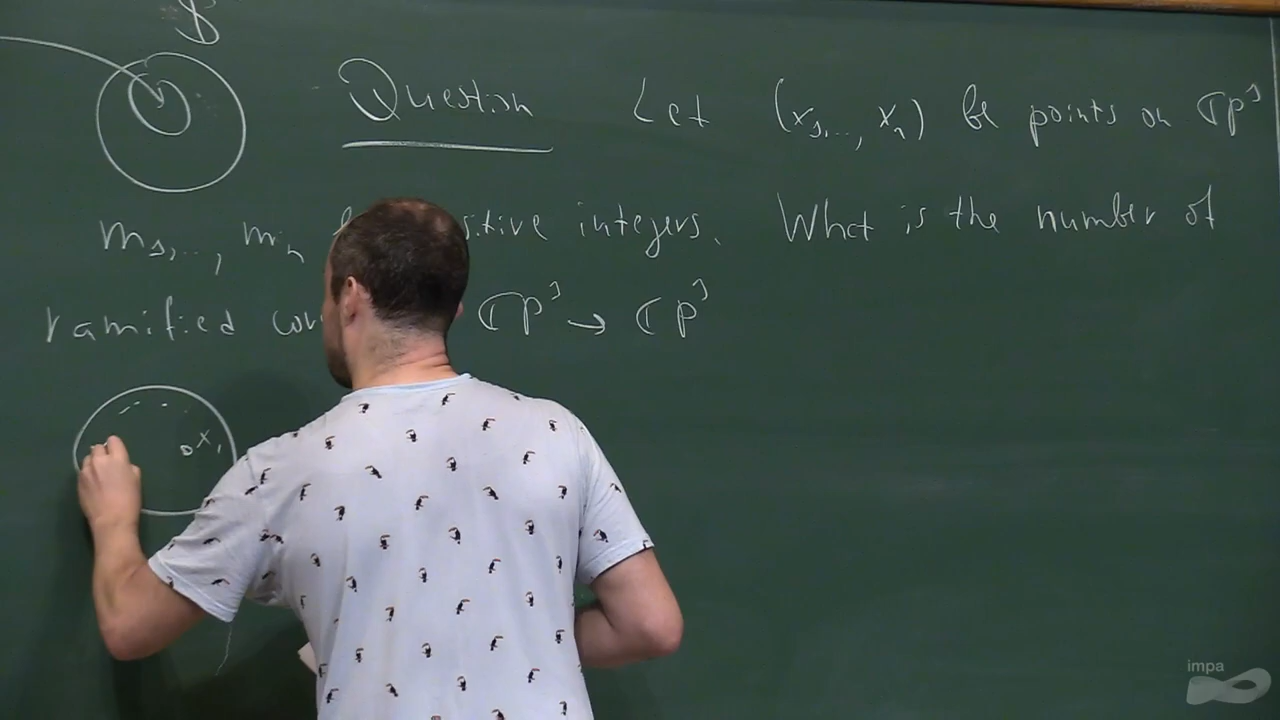 Question Let (x₁,..., xₙ) be points on ℂP¹
m₁,..., mₙ integers. What is the number of
ramified ℂP¹ → ℂP¹
x₁
impa